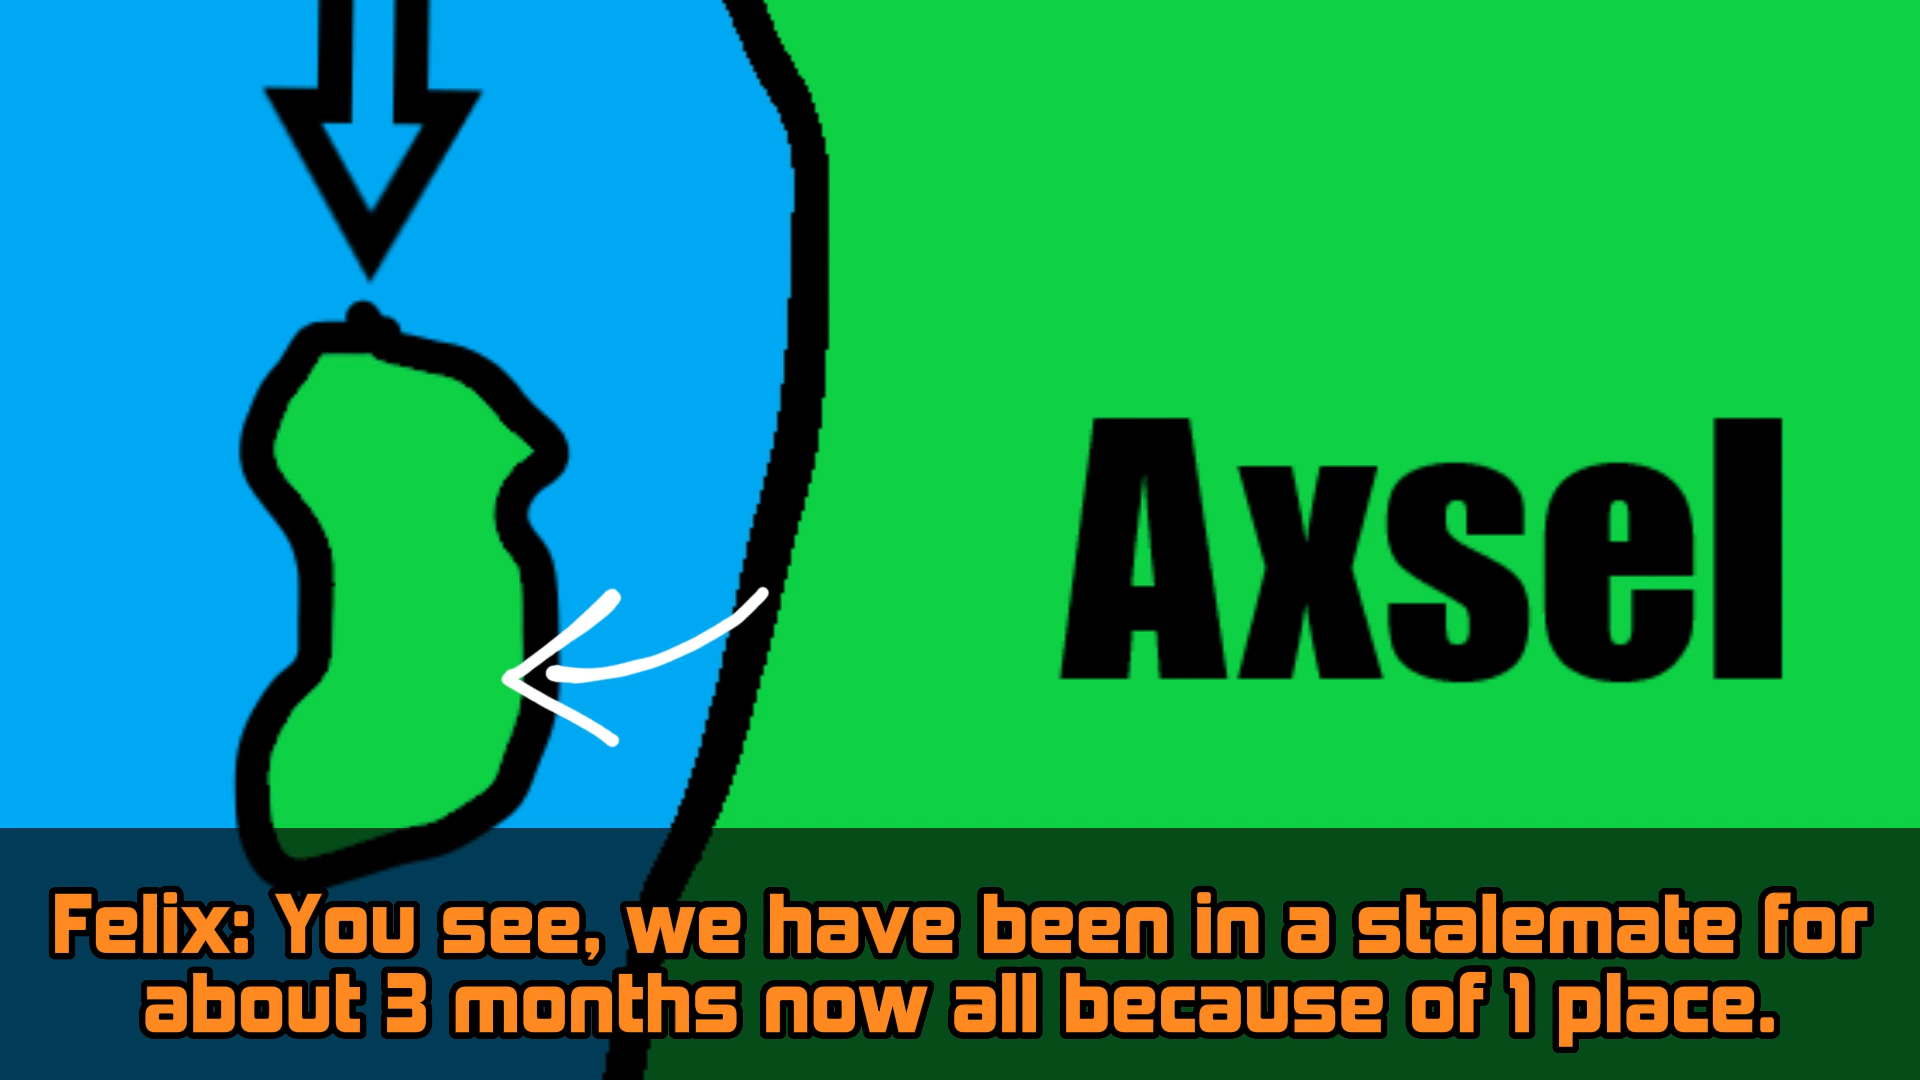 Axsel
Felix: You see, we have been in a stalemate for
about 3 months now all because of 1 place.